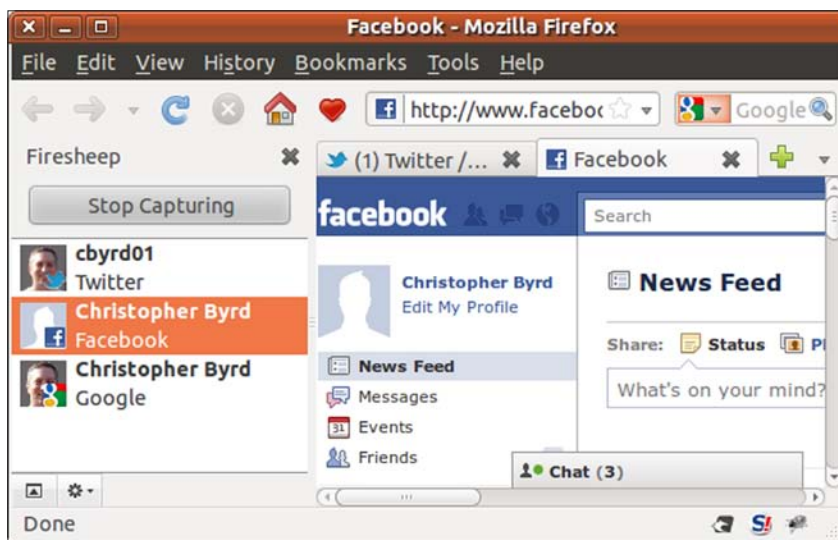 Facebook - Mozilla Firefox
File Edit View History Bookmarks Tools Help
http://www.faceboo
Google
Firesheep
(1) Twitter /...
Facebook
Stop Capturing
facebook
Search
cbyrd01
Twitter
Christopher Byrd
Facebook
Christopher Byrd
Google
Christopher Byrd
Edit My Profile
News Feed
Messages
31 Events
Friends
News Feed
Share: Status
What's on your mind?
Chat (3)
Done